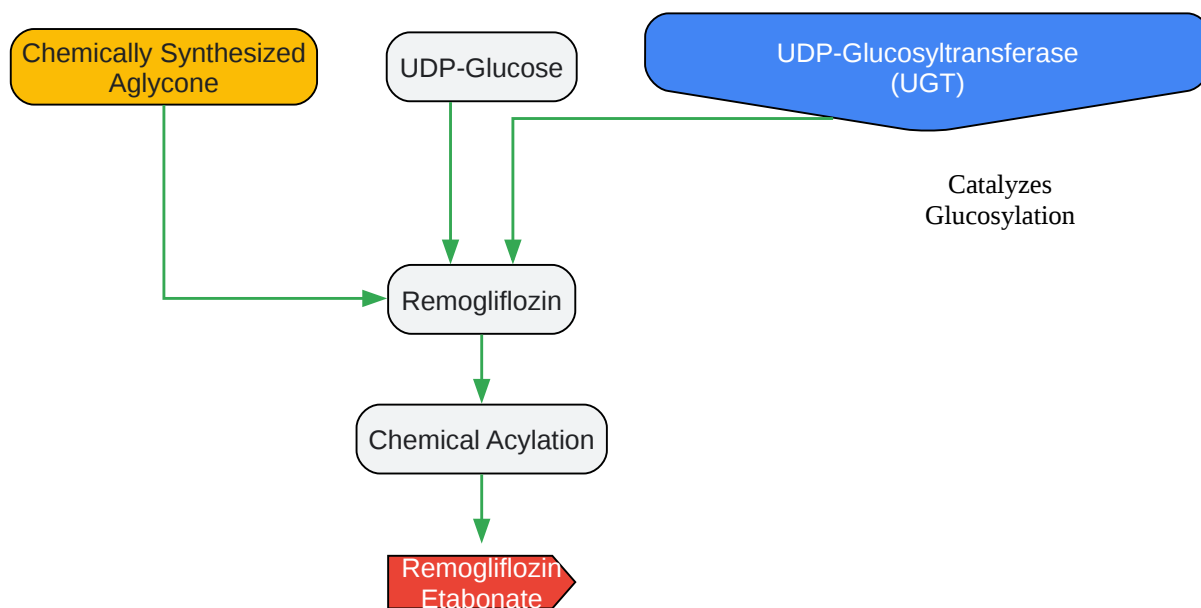 Chemically Synthesized
Aglycone
UDP-Glucose
UDP-Glucosyltransferase
(UGT)
Catalyzes
Glucosylation
Remogliflozin
Chemical Acylation
Remogliflozin
Etabonate